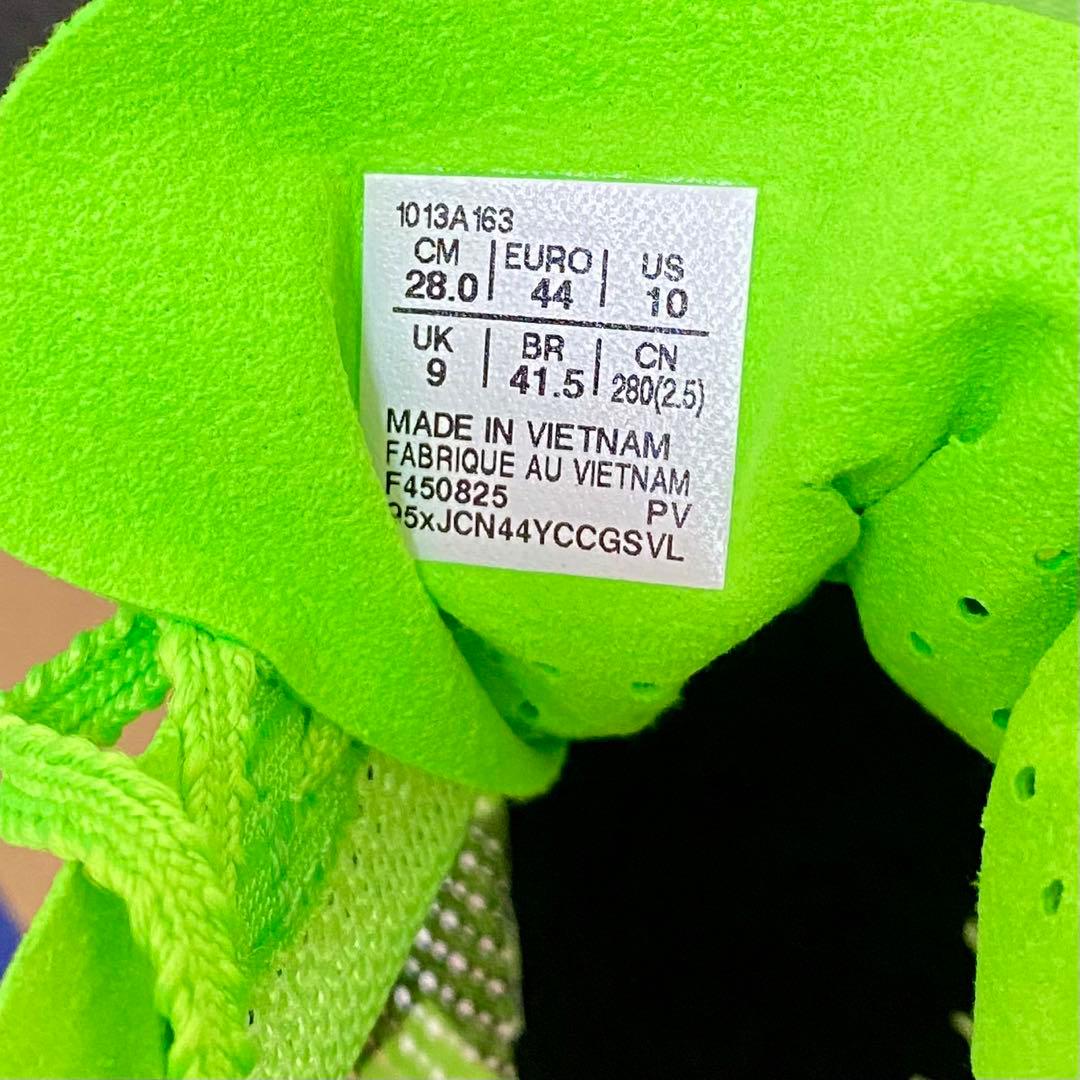 1013A163
CM | EURO | US
28.0 | 44 | 10
UK | BR | CN
9 | 41.5 | 280(2.5)
MADE IN VIETNAM
FABRIQUE AU VIETNAM
F450825 PV
5xJCN44YCCGSVL